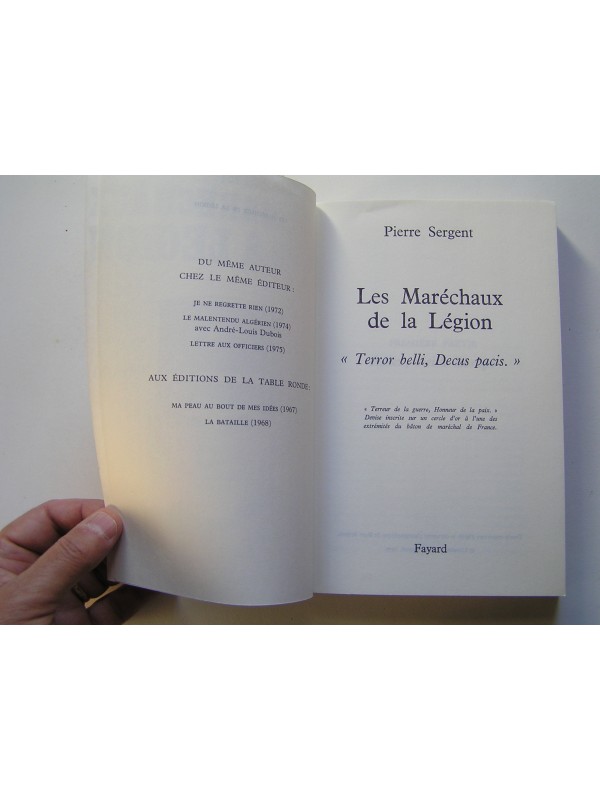 DU MÊME AUTEUR
CHEZ LE MÊME ÉDITEUR :
JE NE REGRETTE RIEN (1972)
LE MALENTENDU ALGÉRIEN (1974)
avec André-Louis Dubois
LETTRE AUX OFFICIERS (1975)
AUX ÉDITIONS DE LA TABLE RONDE :
MA PEAU AU BOUT DE MES IDÉES (1967)
LA BATAILLE (1968)
Pierre Sergent
Les Maréchaux
de la Légion
« Terror belli, Decus pacis. »
« Terreur de la guerre, Honneur de la paix. »
Devise inscrite sur un cercle d'or à l'une des
extrémités du bâton de maréchal de France.
Fayard